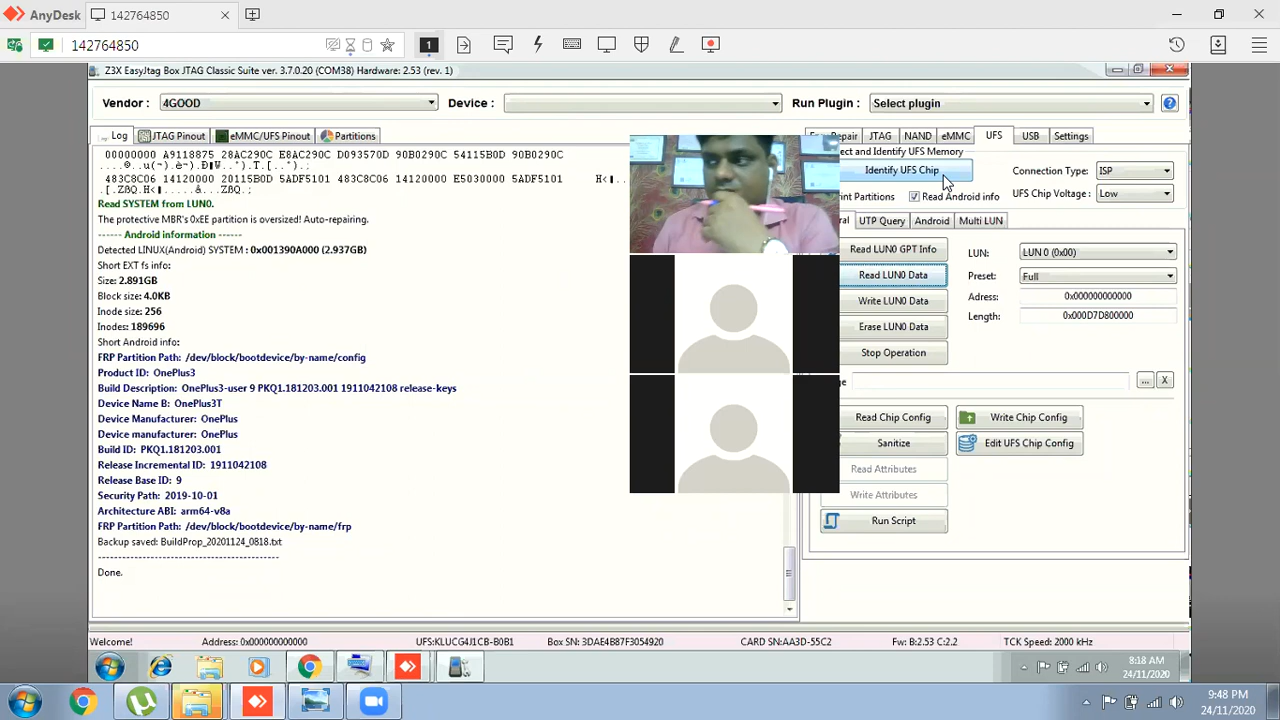 AnyDesk
142764850
142764850
1
Z3X EasyJtag Box JTAG Classic Suite ver. 3.7.0.20 (COM38) Hardware: 2.53 (rev. 1)
Vendor : 4GOOD Device : Run Plugin : Select plugin
Log JTAG Pinout eMMC/UFS Pinout Partitions
JTAG NAND eMMC UFS USB Settings
00000000 A9118875 28AC290C E8AC290C D093570D 90B0290C 54115B0D 90B0290C
483C8C06 14120000 20115B0D 5ADF5101 483C8C06 14120000 E5030000 5ADF5101
Read SYSTEM from LUN0.
The protective MBR's 0xEE partition is oversized! Auto-repairing.
------ Android information ------
Detected LINUX(Android) SYSTEM : 0x001390A000 (2.937GB)
Short EXT fs info:
Size: 2.891GB
Block size: 4.0KB
Inode size: 256
Inodes: 189696
Short Android info:
FRP Partition Path: /dev/block/bootdevice/by-name/config
Product ID: OnePlus3
Build Description: OnePlus3-user 9 PKQ1.181203.001 1911042108 release-keys
Device Name B: OnePlus3T
Device Manufacturer: OnePlus
Device manufacturer: OnePlus
Build ID: PKQ1.181203.001
Release Incremental ID: 1911042108
Release Base ID: 9
Security Path: 2019-10-01
Architecture ABI: arm64-v8a
FRP Partition Path: /dev/block/bootdevice/by-name/frp
Backup saved: BuildProp_20201124_0818.txt
Done.
and Identify UFS Memory
Identify UFS Chip
Connection Type: ISP
Partitions Read Android info
UFS Chip Voltage : Low
UTP Query Android Multi LUN
Read LUN0 GPT Info LUN: LUN 0 (0x00)
Read LUN0 Data Preset: Full
Write LUN0 Data Adress: 0x000000000000
Length: 0x000D7D800000
Erase LUN0 Data
Stop Operation
... X
Read Chip Config Write Chip Config
Sanitize Edit UFS Chip Config
Read Attributes
Write Attributes
Run Script
Welcome! Address: 0x000000000000 UFS:KLUCG4J1CB-B0B1 Box SN: 3DAE4B87F3054920 CARD SN:AA3D-55C2 Fw: B:2.53 C:2.2 TCK Speed: 2000 kHz
8:18 AM
24/11/2020
9:48 PM
24/11/2020